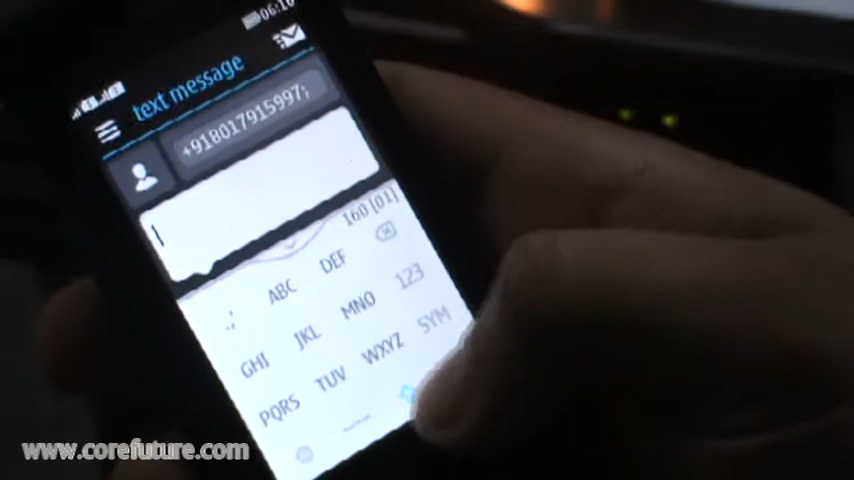 06:16
text message
+918017915997;
160 [01]
.,; ABC DEF
GHI JKL MNO 123
PQRS TUV WXYZ SYM
www.corefuture.com